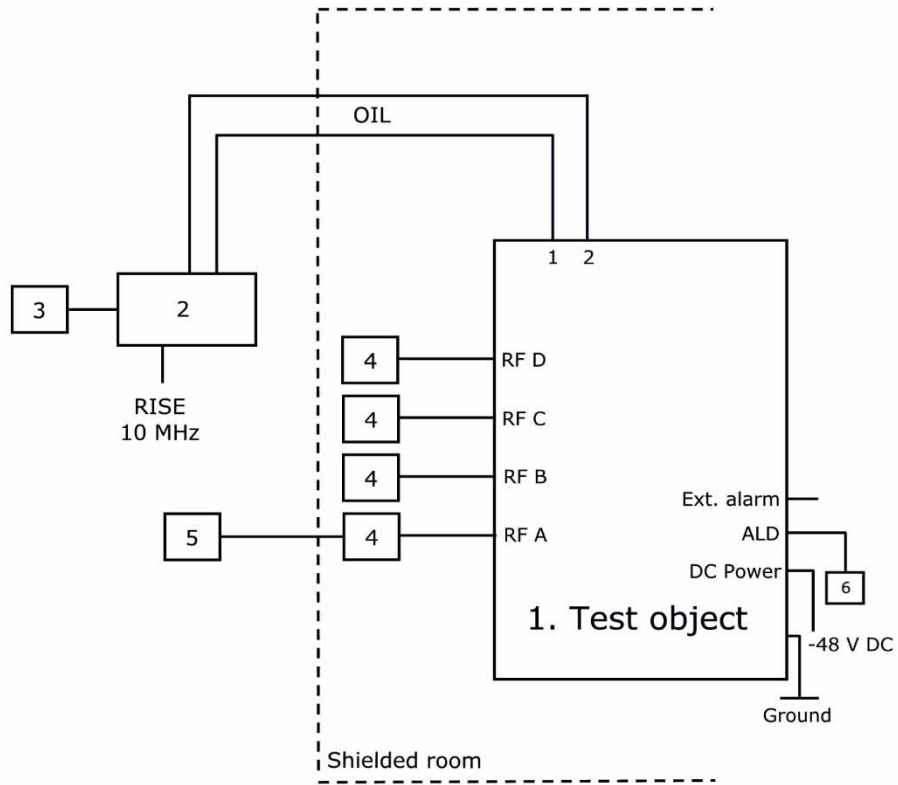 OIL
1 2
3
2
RISE
10 MHz
4
RF D
4
RF C
4
RF B
5
4
RF A
Ext. alarm
ALD
DC Power
6
1. Test object
-48 V DC
Ground
Shielded room